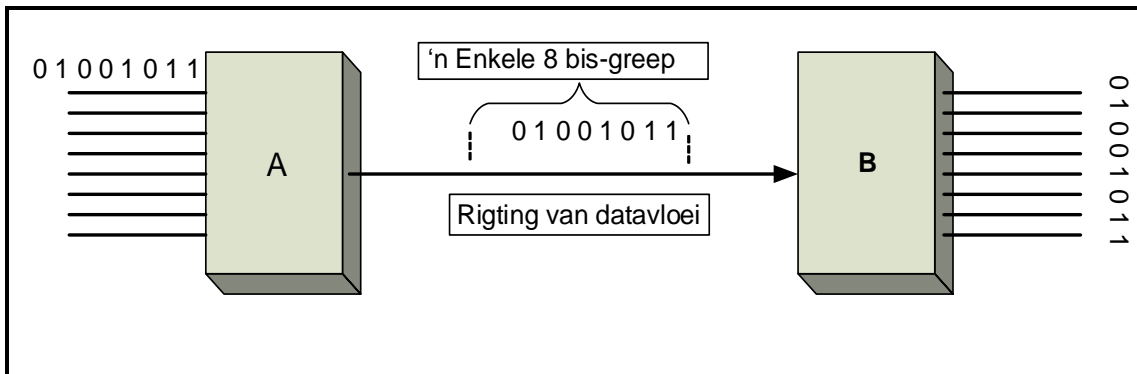 'n Enkele 8 bis-greep
0 1 0 0 1 0 1 1
0 1 0 0 1 0 1 1
A
B
Rigting van datavloei
0 1 0 0 1 0 1 1